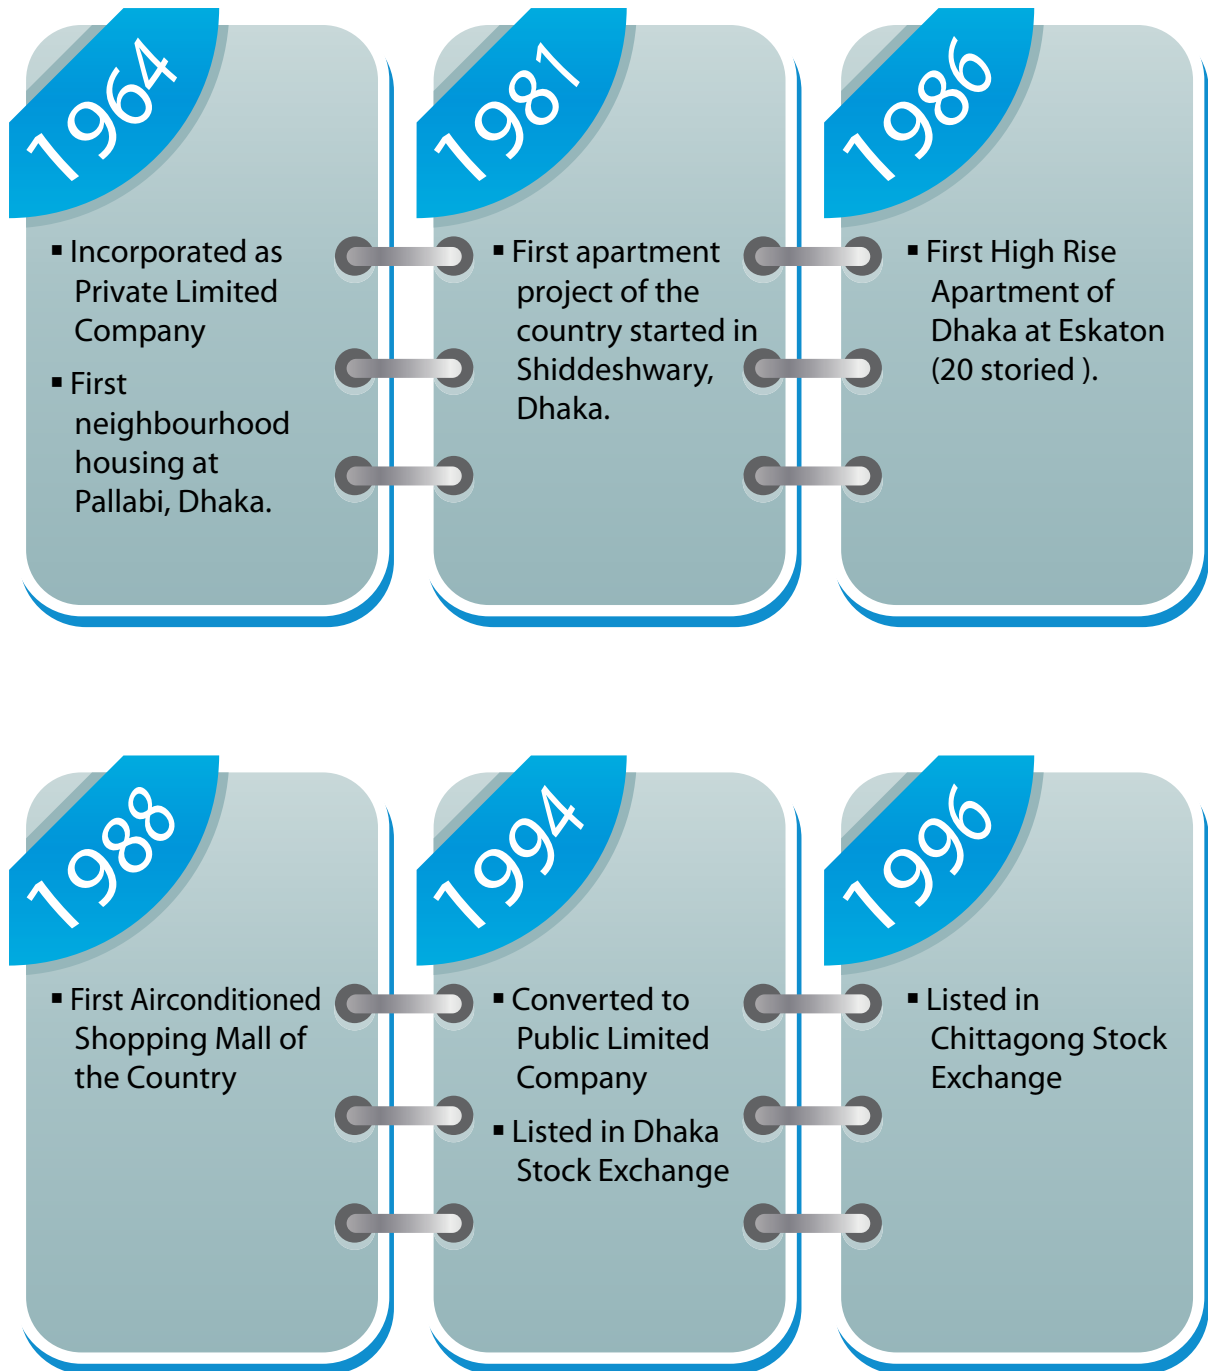 1964
▪ Incorporated as
Private Limited
Company
▪ First
neighbourhood
housing at
Pallabi, Dhaka.
1981
▪ First apartment
project of the
country started in
Shiddeshwary,
Dhaka.
1986
▪ First High Rise
Apartment of
Dhaka at Eskaton
(20 storied ).
1988
▪ First Airconditioned
Shopping Mall of
the Country
1994
▪ Converted to
Public Limited
Company
▪ Listed in Dhaka
Stock Exchange
1996
▪ Listed in
Chittagong Stock
Exchange